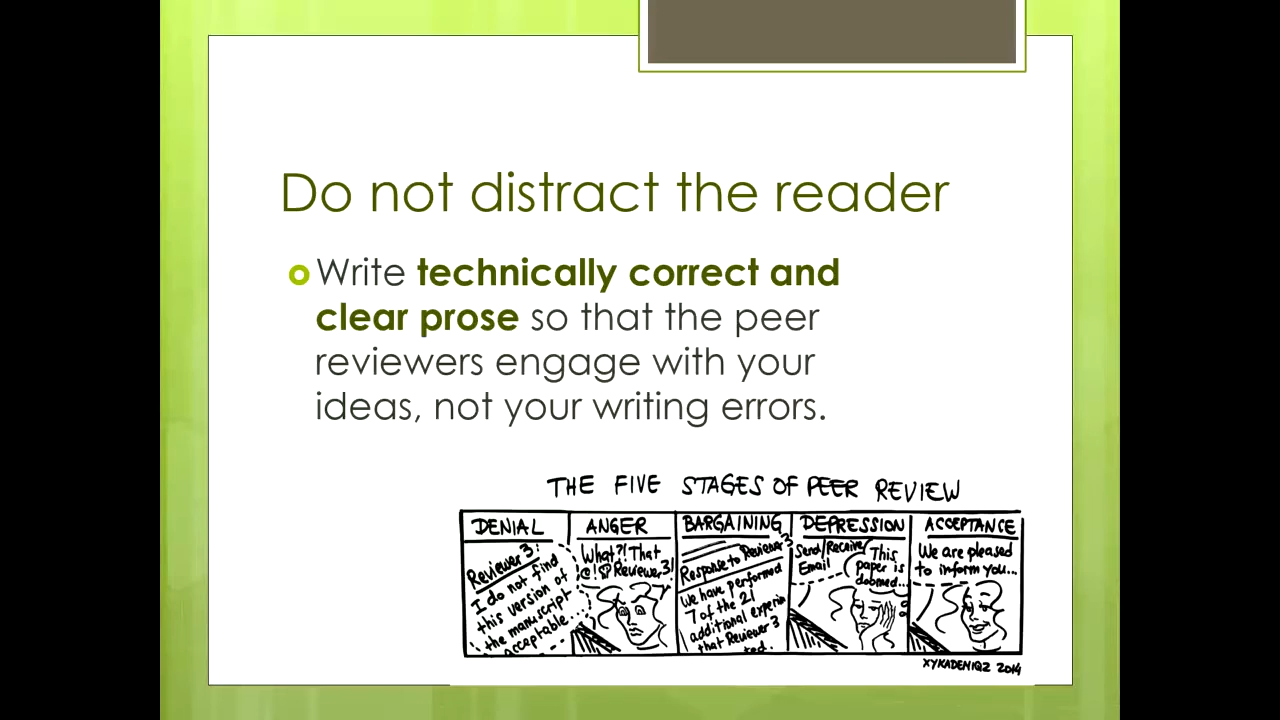 Do not distract the reader
Write technically correct and
clear prose so that the peer
reviewers engage with your
ideas, not your writing errors.
THE FIVE STAGES OF PEER REVIEW
DENIAL
Reviewer 3:
I do not find
this version of
the manuscript
acceptable...
ANGER
What?! That
@!? Reviewer 3!
BARGAINING
Response to Reviewer 3
We have performed
7 of the 21
additional experim
that Reviewer 3
ted.
DEPRESSION
Send/Receive
Email
This
paper is
doomed...
ACCEPTANCE
We are pleased
to inform you...
XYKADENIQZ 2014